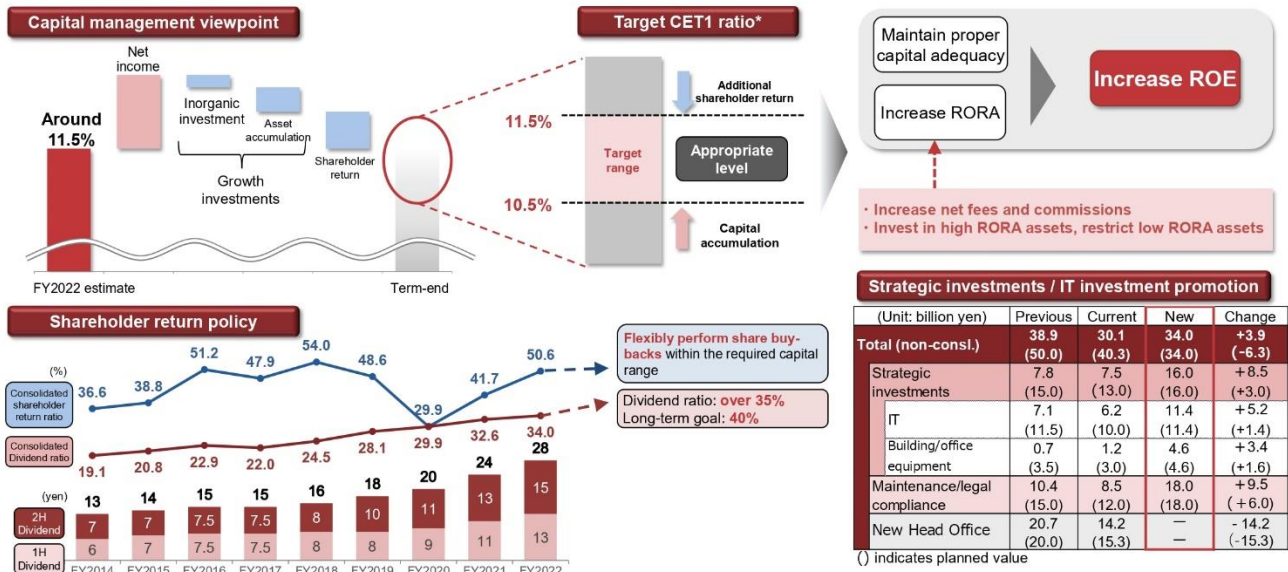 Capital management viewpoint
Net
income
Inorganic
investment
Asset
accumulation
Shareholder
return
Around
11.5%
Growth
investments
FY2022 estimate
Term-end
Target CET1 ratio*
Additional
shareholder return
11.5%
Target
range
Appropriate
level
10.5%
Capital
accumulation
Maintain proper
capital adequacy
Increase RORA
Increase ROE
・Increase net fees and commissions
・Invest in high RORA assets, restrict low RORA assets
Shareholder return policy
(%)
Consolidated
shareholder
return ratio
36.6 38.8 51.2 47.9 54.0 48.6 29.9 41.7 50.6
Consolidated
Dividend ratio
19.1 20.8 22.9 22.0 24.5 28.1 29.9 32.6 34.0
Flexibly perform share buy-
backs within the required capital
range
Dividend ratio: over 35%
Long-term goal: 40%
(yen)
13 14 15 15 16 18 20 24 28
2H
Dividend
7 7 7.5 7.5 8 10 11 13 15
1H
Dividend
6 7 7.5 7.5 8 8 9 11 13
FY2014 FY2015 FY2016 FY2017 FY2018 FY2019 FY2020 FY2021 FY2022
Strategic investments / IT investment promotion
(Unit: billion yen) Previous Current New Change
Total (non-consl.) 38.9 30.1 34.0 +3.9
(50.0) (40.3) (34.0) (-6.3)
Strategic 7.8 7.5 16.0 +8.5
investments (15.0) (13.0) (16.0) (+3.0)
IT 7.1 6.2 11.4 +5.2
(11.5) (10.0) (11.4) (+1.4)
Building/office 0.7 1.2 4.6 +3.4
equipment (3.5) (3.0) (4.6) (+1.6)
Maintenance/legal 10.4 8.5 18.0 +9.5
compliance (15.0) (12.0) (18.0) (+6.0)
New Head Office 20.7 14.2 — - 14.2
(20.0) (15.3) — (-15.3)
() indicates planned value